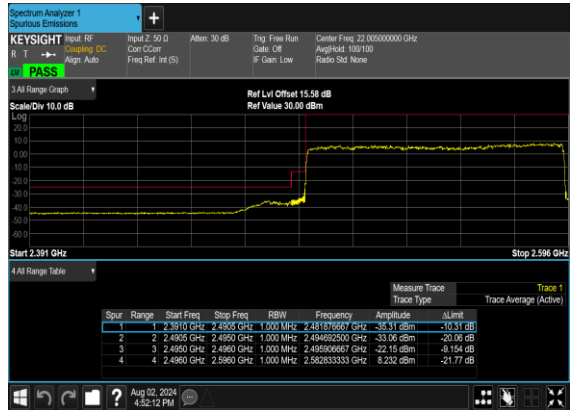 Spectrum Analyzer 1
Spurious Emissions
+
KEYSIGHT Input: RF Input Z: 50 Ω Atten: 30 dB Trig: Free Run Center Freq: 22.005000000 GHz
R T Coupling: DC Corr CCorr Gate: Off Avg|Hold: 100/100
Align: Auto Freq Ref: Int (S) IF Gain: Low Radio Std: None
PASS
3 All Range Graph
Ref Lvl Offset 15.58 dB
Scale/Div 10.0 dB Ref Value 30.00 dBm
Log
20.0
10.0
0.00
-10.0
-20.0
-30.0
-40.0
-50.0
-60.0
Start 2.391 GHz Stop 2.596 GHz
4 All Range Table
Measure Trace Trace 1
Trace Type Trace Average (Active)
Spur Range Start Freq Stop Freq RBW Frequency Amplitude ΔLimit
1 1 2.3910 GHz 2.4905 GHz 1.000 MHz 2.481876667 GHz -35.31 dBm -10.31 dB
2 2 2.4905 GHz 2.4950 GHz 1.000 MHz 2.494692500 GHz -33.06 dBm -20.06 dB
3 3 2.4950 GHz 2.4960 GHz 1.000 MHz 2.495906667 GHz -22.15 dBm -9.154 dB
4 4 2.4960 GHz 2.5960 GHz 1.000 MHz 2.582833333 GHz 8.232 dBm -21.77 dB
? Aug 02, 2024
4:52:12 PM